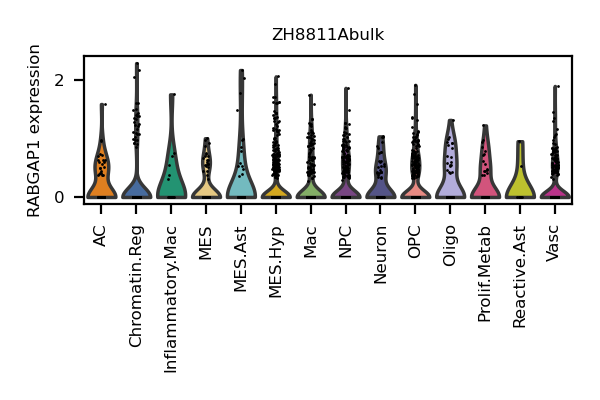 ZH8811Abulk
RABGAP1 expression
2
0
AC
Chromatin.Reg
Inflammatory.Mac
MES
MES.Ast
MES.Hyp
Mac
NPC
Neuron
OPC
Oligo
Prolif.Metab
Reactive.Ast
Vasc